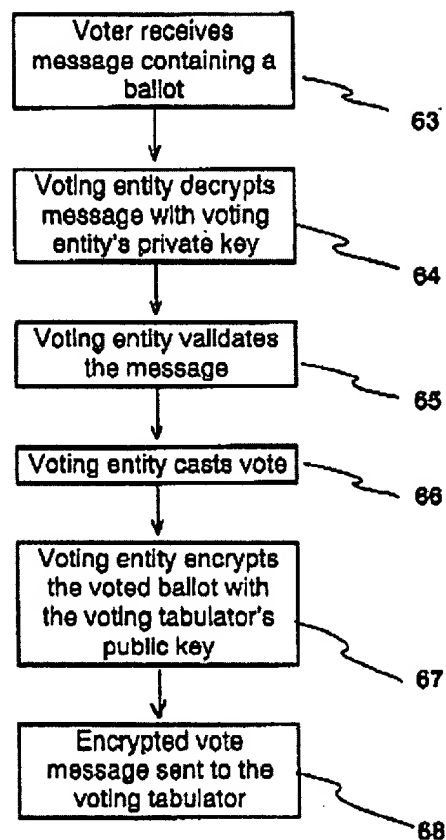 Voter receives
message containing a
ballot
63
Voting entity decrypts
message with voting
entity's private key
64
Voting entity validates
the message
65
Voting entity casts vote
66
Voting entity encrypts
the voted ballot with
the voting tabulator's
public key
67
Encrypted vote
message sent to the
voting tabulator
68